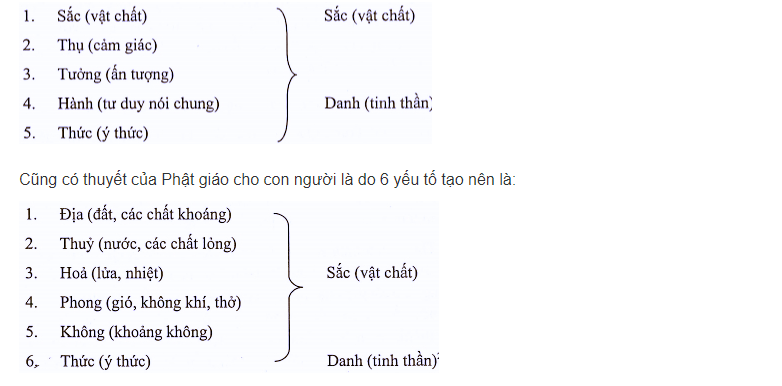 1. Sắc (vật chất) Sắc (vật chất)
2. Thụ (cảm giác)
3. Tưởng (ấn tượng)
4. Hành (tư duy nói chung) Danh (tinh thần)
5. Thức (ý thức)
Cũng có thuyết của Phật giáo cho con người là do 6 yếu tố tạo nên là:
1. Địa (đất, các chất khoáng)
2. Thuỷ (nước, các chất lỏng)
3. Hoả (lửa, nhiệt) Sắc (vật chất)
4. Phong (gió, không khí, thở)
5. Không (khoảng không)
6. Thức (ý thức) Danh (tinh thần)